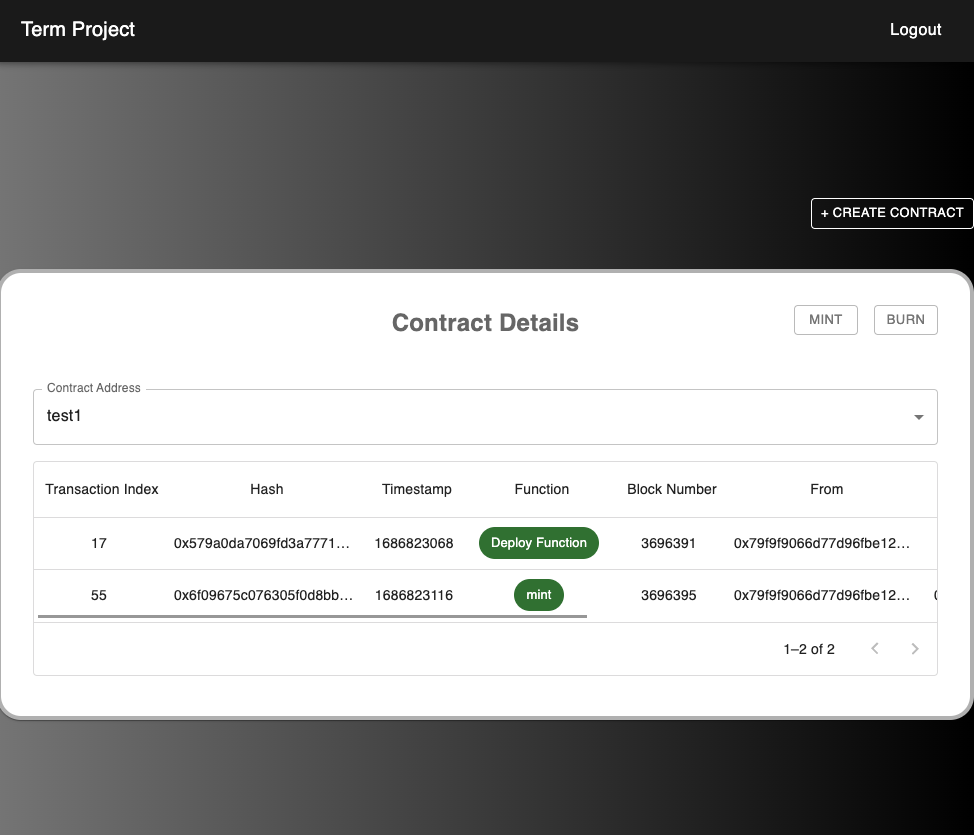 Term Project
Logout
+ CREATE CONTRACT
Contract Details
MINT
BURN
Contract Address
test1
Transaction Index Hash Timestamp Function Block Number From
17 0x579a0da7069fd3a7771... 1686823068 Deploy Function 3696391 0x79f9f9066d77d96fbe12...
55 0x6f09675c076305f0d8bb... 1686823116 mint 3696395 0x79f9f9066d77d96fbe12...
1–2 of 2